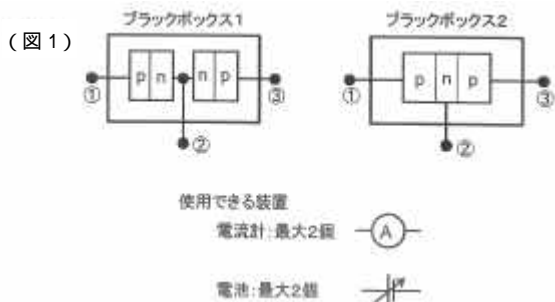 (図1)
ブラックボックス1
p n n p
① ② ③
ブラックボックス2
p n p
① ② ③
使用できる装置
電流計:最大2個 A
電池:最大2個